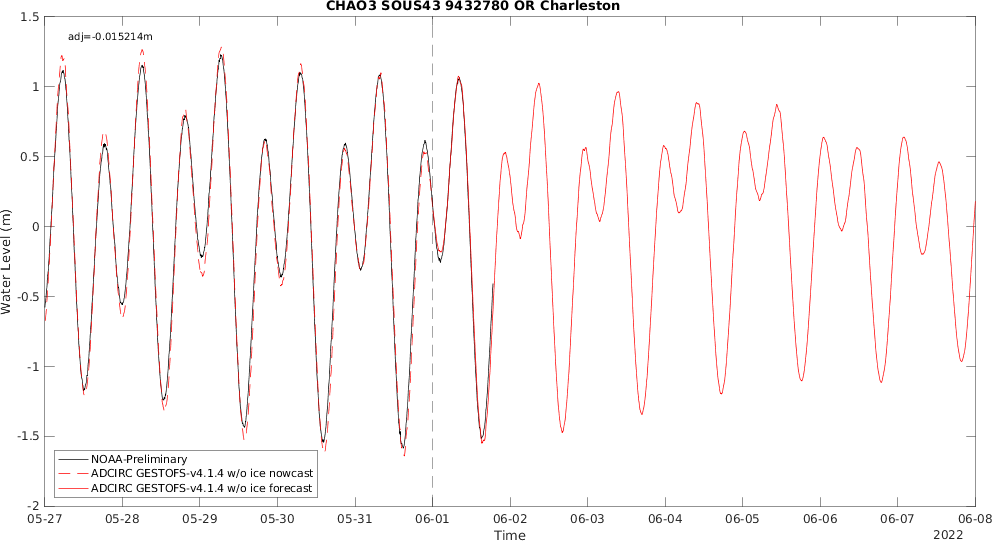 CHAO3 SOUS43 9432780 OR Charleston
adj=-0.015214m
1.5
1
0.5
0
-0.5
-1
-1.5
-2
Water Level (m)
NOAA-Preliminary
ADCIRC GESTOFS-v4.1.4 w/o ice nowcast
ADCIRC GESTOFS-v4.1.4 w/o ice forecast
05-27 05-28 05-29 05-30 05-31 06-01 06-02 06-03 06-04 06-05 06-06 06-07 06-08
Time
2022